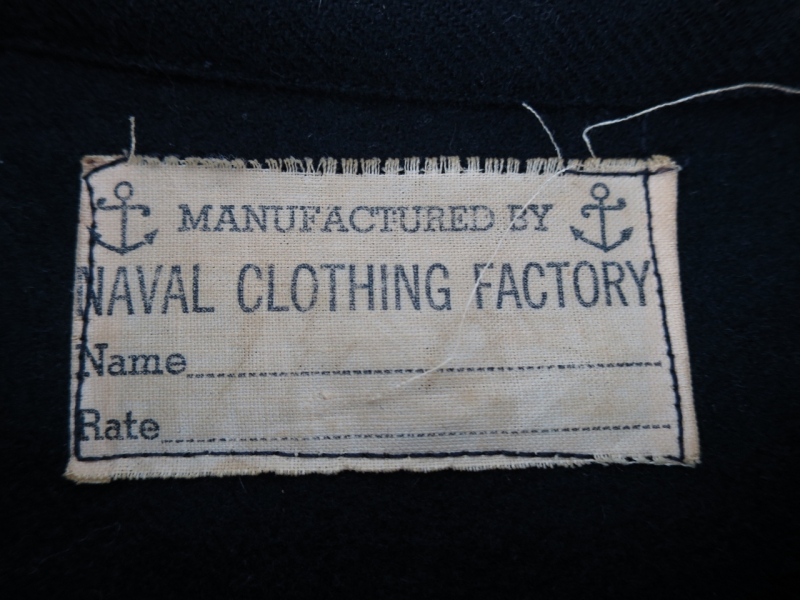 MANUFACTURED BY
NAVAL CLOTHING FACTORY
Name
Rate